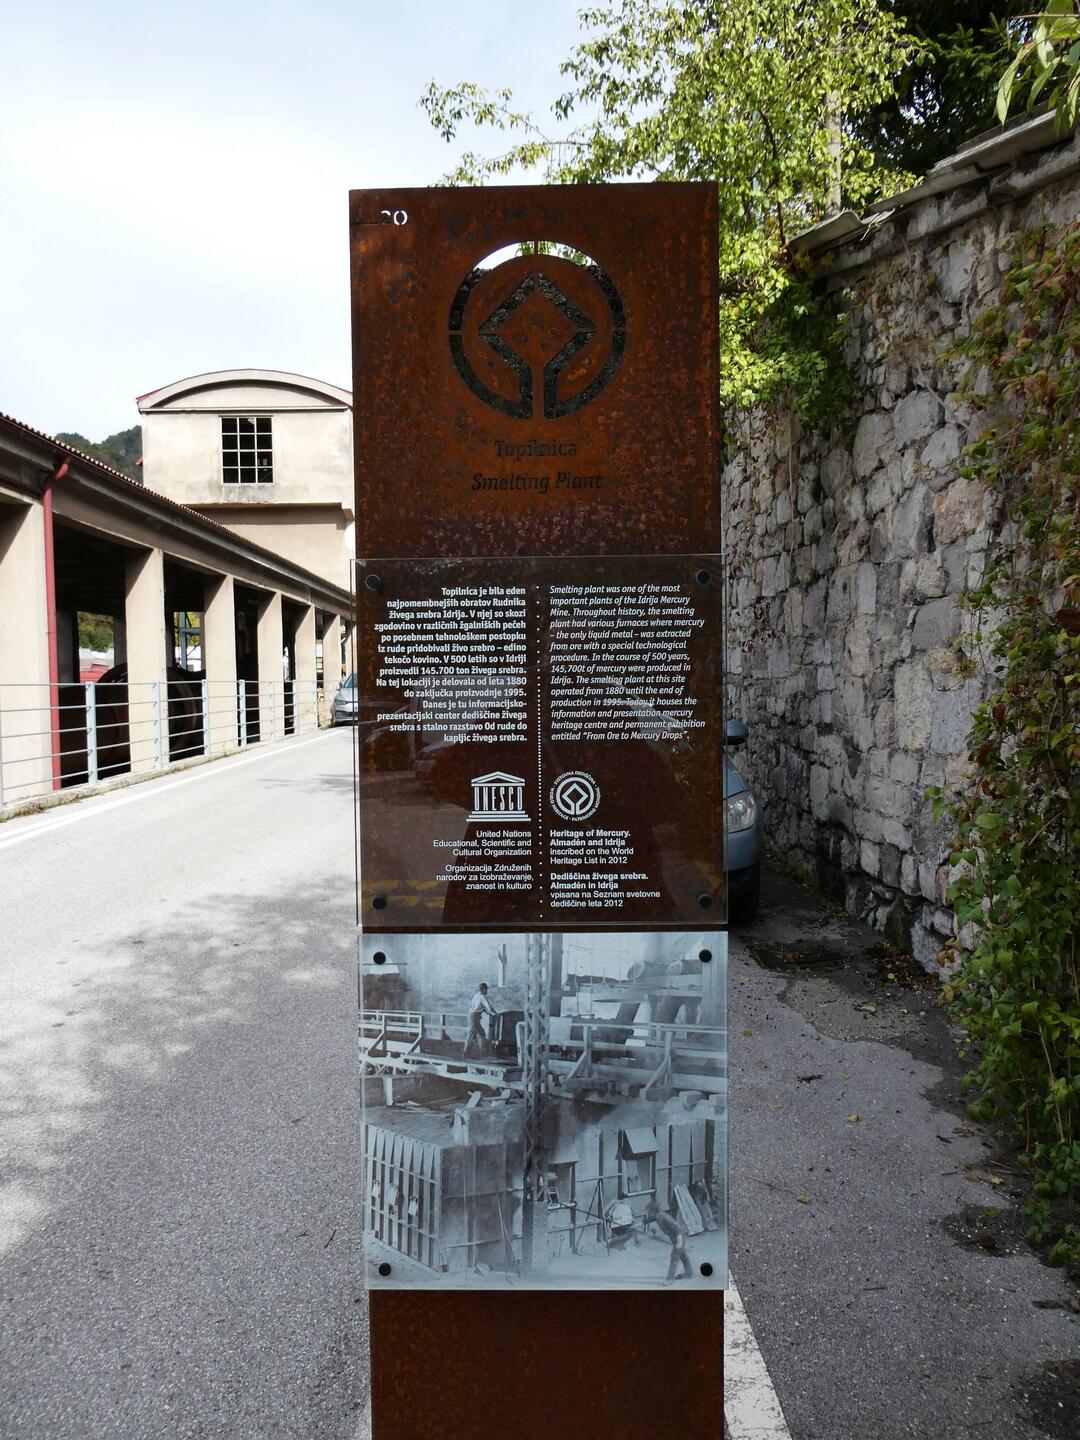 20
Topilnica
Smelting Plant
Topilnica je bila eden
najpomembnejših obratov Rudnika
živega srebra Idrija. V njej so skozi
zgodovino v različnih žgalniških pečeh
po posebnem tehnološkem postopku
iz rude pridobivali živo srebro – edino
tekočo kovino. V 500 letih so v Idriji
proizvedli 145.700 ton živega srebra.
Na tej lokaciji je delovala od leta 1880
do zaključka proizvodnje 1995.
Danes je tu informacijsko-
prezentacijski center dediščine živega
srebra s stalno razstavo Od rude do
kapljic živega srebra.
Smelting plant was one of the most
important plants of the Idrija Mercury
Mine. Throughout history, the smelting
plant had various furnaces where mercury
– the only liquid metal – was extracted
from ore with a special technological
procedure. In the course of 500 years,
145,700t of mercury were produced in
Idrija. The smelting plant at this site
operated from 1880 until the end of
production in 1995. Today it houses the
information and presentation mercury
heritage centre and permanent exhibition
entitled "From Ore to Mercury Drops".
UNESCO
United Nations
Educational, Scientific and
Cultural Organization
Organizacija Združenih
narodov za izobraževanje,
znanost in kulturo
SVETOVNA DEDIŠČINA • WORLD HERITAGE • PATRIMOINE MONDIAL
Heritage of Mercury.
Almadén and Idrija
inscribed on the World
Heritage List in 2012
Dediščina živega srebra.
Almadén in Idrija
vpisana na Seznam svetovne
dediščine leta 2012